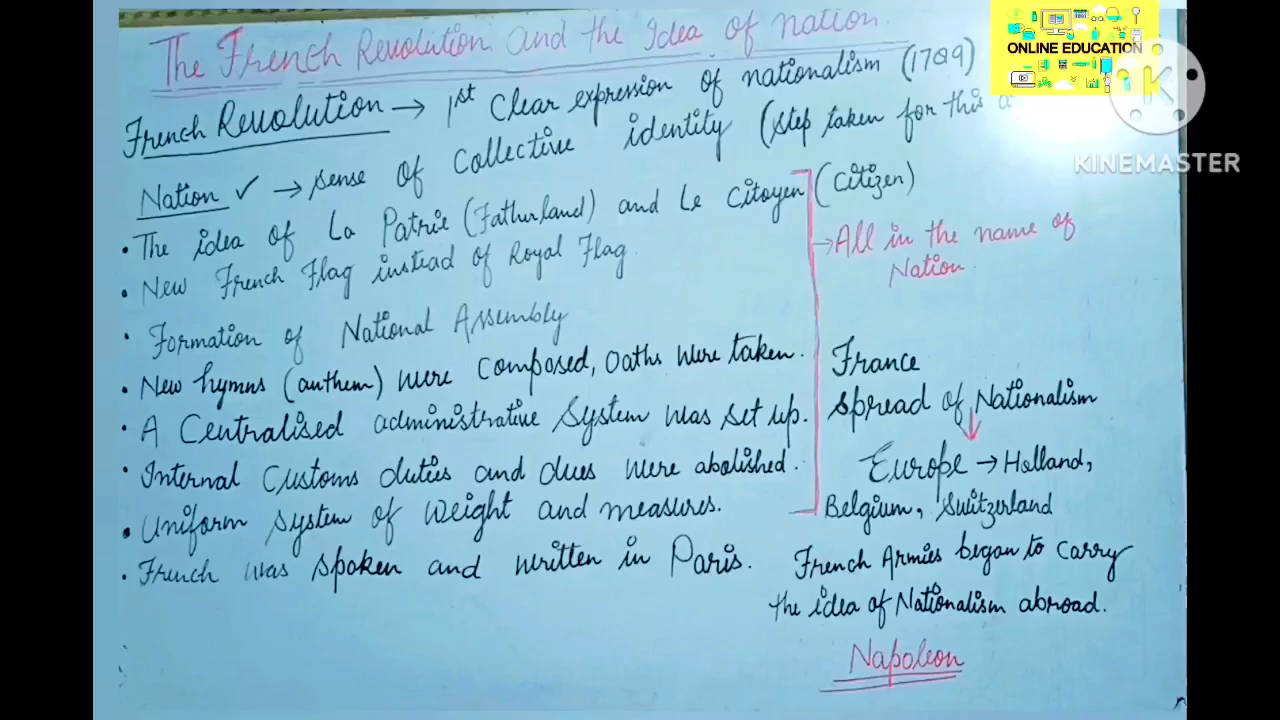 The French Revolution and the Idea of nation.
French Revolution → 1st Clear expression of nationalism (1789)
Nation ✓ → sense of Collective identity (step taken for this
• The idea of La Patrie (Fatherland) and Le Citoyen (Citizen)
• New French Flag instead of Royal Flag
• Formation of National Assembly
• New hymns (anthem) were composed, Oaths were taken.
• A Centralised administrative System was set up.
• Internal Customs duties and dues were abolished.
• Uniform system of weight and measures.
• French was spoken and written in Paris.
→ All in the name of
Nation
France
Spread of Nationalism
Europe → Holland,
Belgium, Switzerland
French Armies began to carry
the idea of Nationalism abroad.
Napoleon
ONLINE EDUCATION
K
KINEMASTER